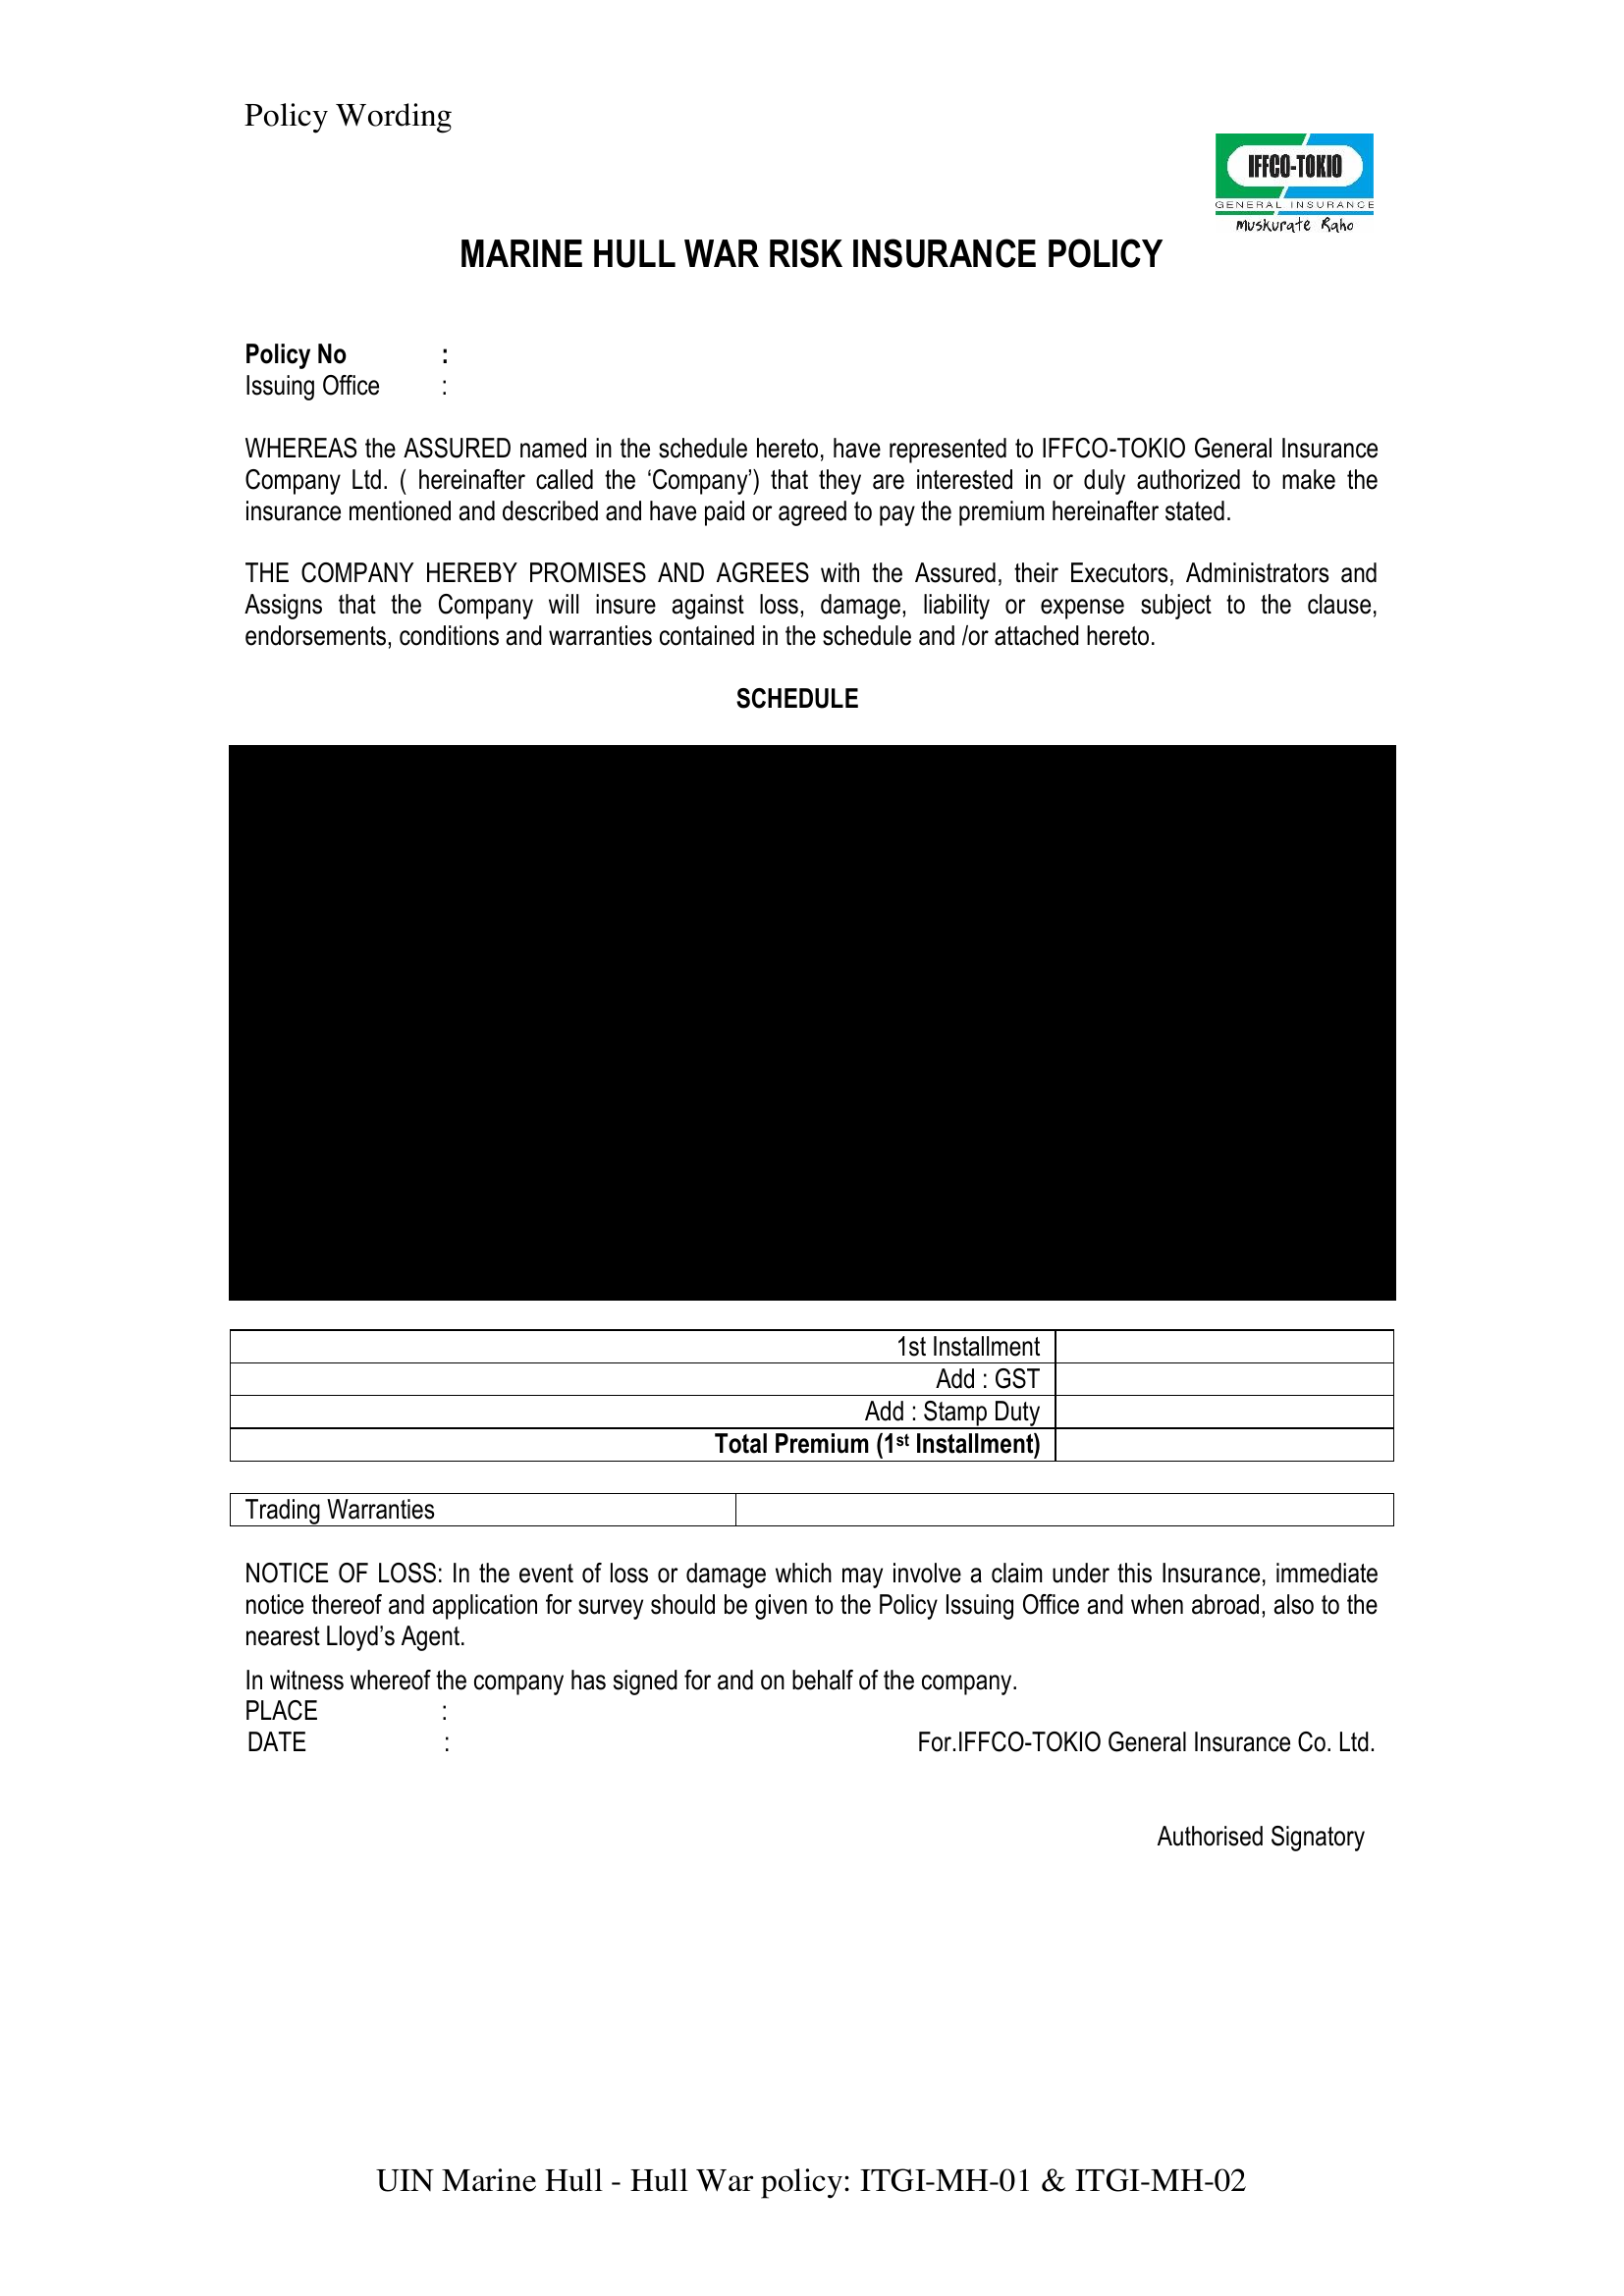 Policy Wording
IFFCO-TOKIO
GENERAL INSURANCE
Muskurate Raho
MARINE HULL WAR RISK INSURANCE POLICY
Policy No :
Issuing Office :
WHEREAS the ASSURED named in the schedule hereto, have represented to IFFCO-TOKIO General Insurance
Company Ltd. ( hereinafter called the ‘Company’) that they are interested in or duly authorized to make the
insurance mentioned and described and have paid or agreed to pay the premium hereinafter stated.
THE COMPANY HEREBY PROMISES AND AGREES with the Assured, their Executors, Administrators and
Assigns that the Company will insure against loss, damage, liability or expense subject to the clause,
endorsements, conditions and warranties contained in the schedule and /or attached hereto.
SCHEDULE
1st Installment
Add : GST
Add : Stamp Duty
Total Premium (1st Installment)
Trading Warranties
NOTICE OF LOSS: In the event of loss or damage which may involve a claim under this Insurance, immediate
notice thereof and application for survey should be given to the Policy Issuing Office and when abroad, also to the
nearest Lloyd’s Agent.
In witness whereof the company has signed for and on behalf of the company.
PLACE :
DATE : For.IFFCO-TOKIO General Insurance Co. Ltd.
Authorised Signatory
UIN Marine Hull - Hull War policy: ITGI-MH-01 & ITGI-MH-02